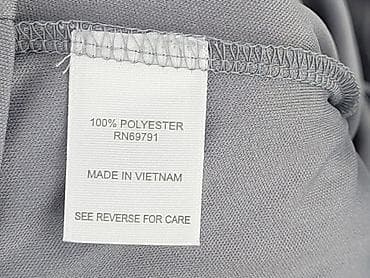 100% POLYESTER
RN69791
MADE IN VIETNAM
SEE REVERSE FOR CARE